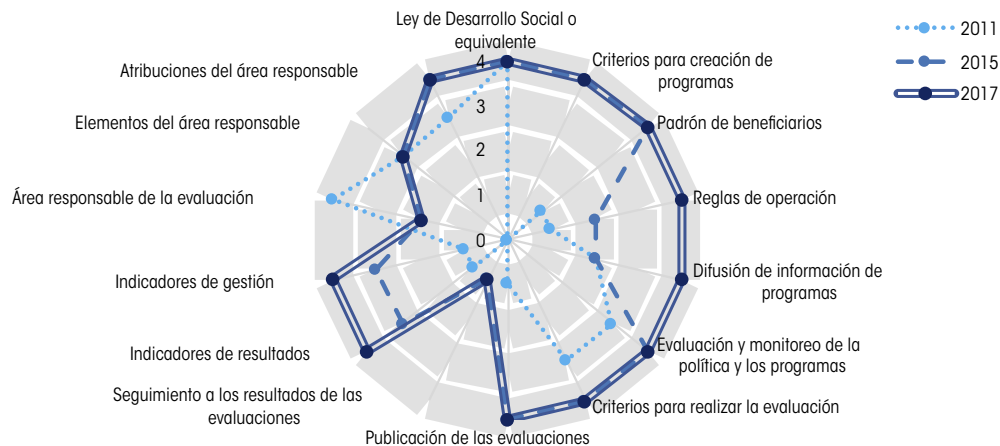 Ley de Desarrollo Social o
equivalente
Criterios para creación de
programas
Padrón de beneficiarios
Reglas de operación
Difusión de información de
programas
Evaluación y monitoreo de la
política y los programas
Criterios para realizar la evaluación
Publicación de las evaluaciones
Seguimiento a los resultados de las
evaluaciones
Indicadores de resultados
Indicadores de gestión
Área responsable de la evaluación
Elementos del área responsable
Atribuciones del área responsable
4
3
2
1
0
2011
2015
2017